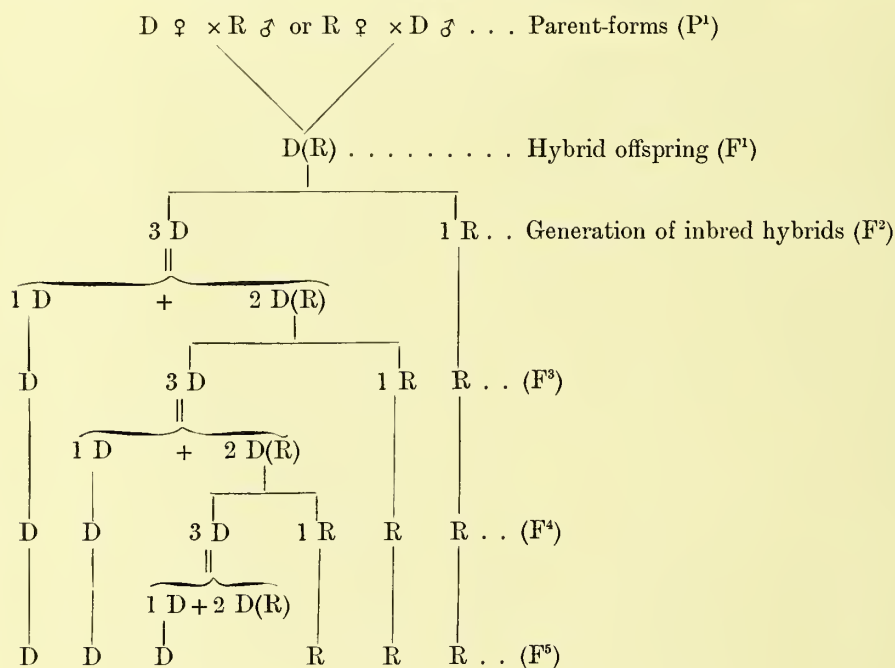 D ♀ × R ♂ or R ♀ × D ♂ . . . Parent-forms (P¹)
D(R) . . . . . . . . . Hybrid offspring (F¹)
3 D 1 R . . Generation of inbred hybrids (F²)
1 D + 2 D(R)
D 3 D 1 R R . . (F³)
1 D + 2 D(R)
D D 3 D 1 R R R . . (F⁴)
1 D + 2 D(R)
D D D R R R . . (F⁵)